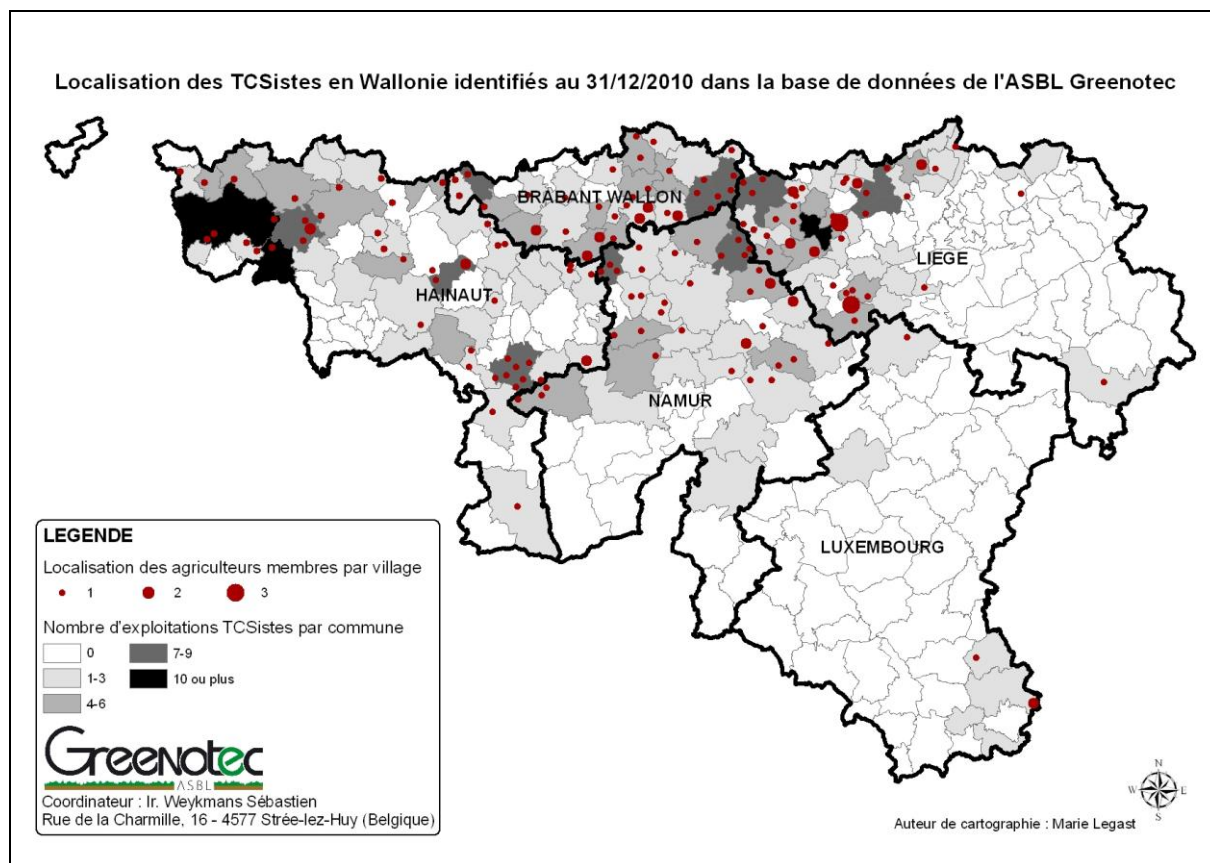 Localisation des TCSistes en Wallonie identifiés au 31/12/2010 dans la base de données de l'ASBL Greenotec
BRABANT WALLON
LIEGE
HAINAUT
NAMUR
LUXEMBOURG
LEGENDE
Localisation des agriculteurs membres par village
1 2 3
Nombre d'exploitations TCSistes par commune
0 7-9
1-3 10 ou plus
4-6
Greenotec
ASBL
Coordinateur : Ir. Weykmans Sébastien
Rue de la Charmille, 16 - 4577 Strée-lez-Huy (Belgique)
N
W E
S
Auteur de cartographie : Marie Legast